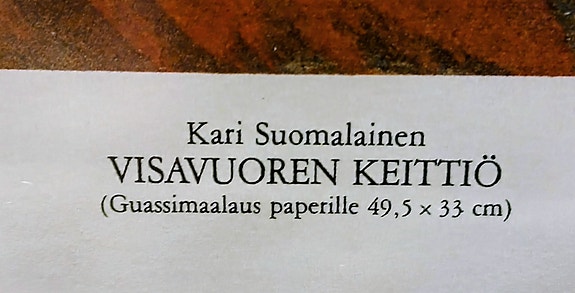 Kari Suomalainen
VISAVUOREN KEITTIÖ
(Guassimaalaus paperille 49,5 × 33 cm)